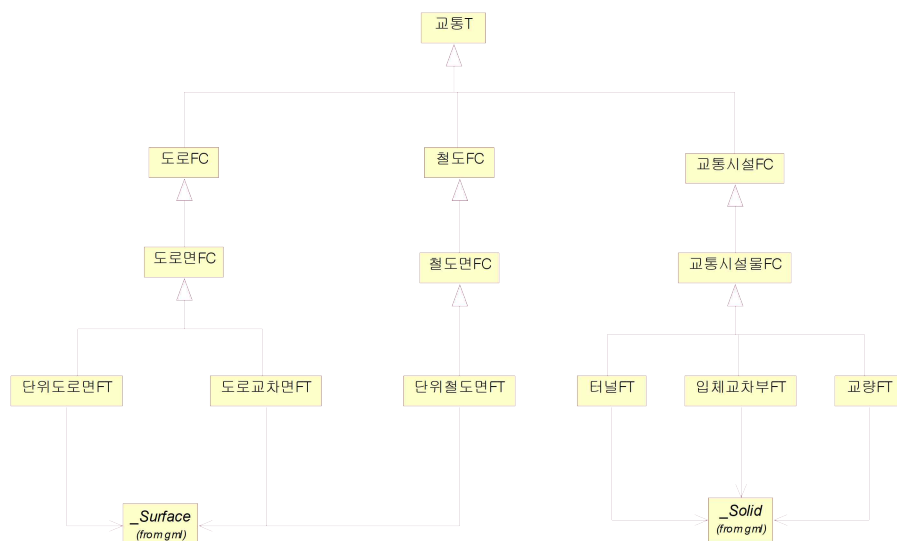 교통T
도로FC
철도FC
교통시설FC
도로면FC
철도면FC
교통시설물FC
단위도로면FT
도로교차면FT
단위철도면FT
터널FT
입체교차부FT
교량FT
_Surface
(from gml)
_Solid
(from gml)